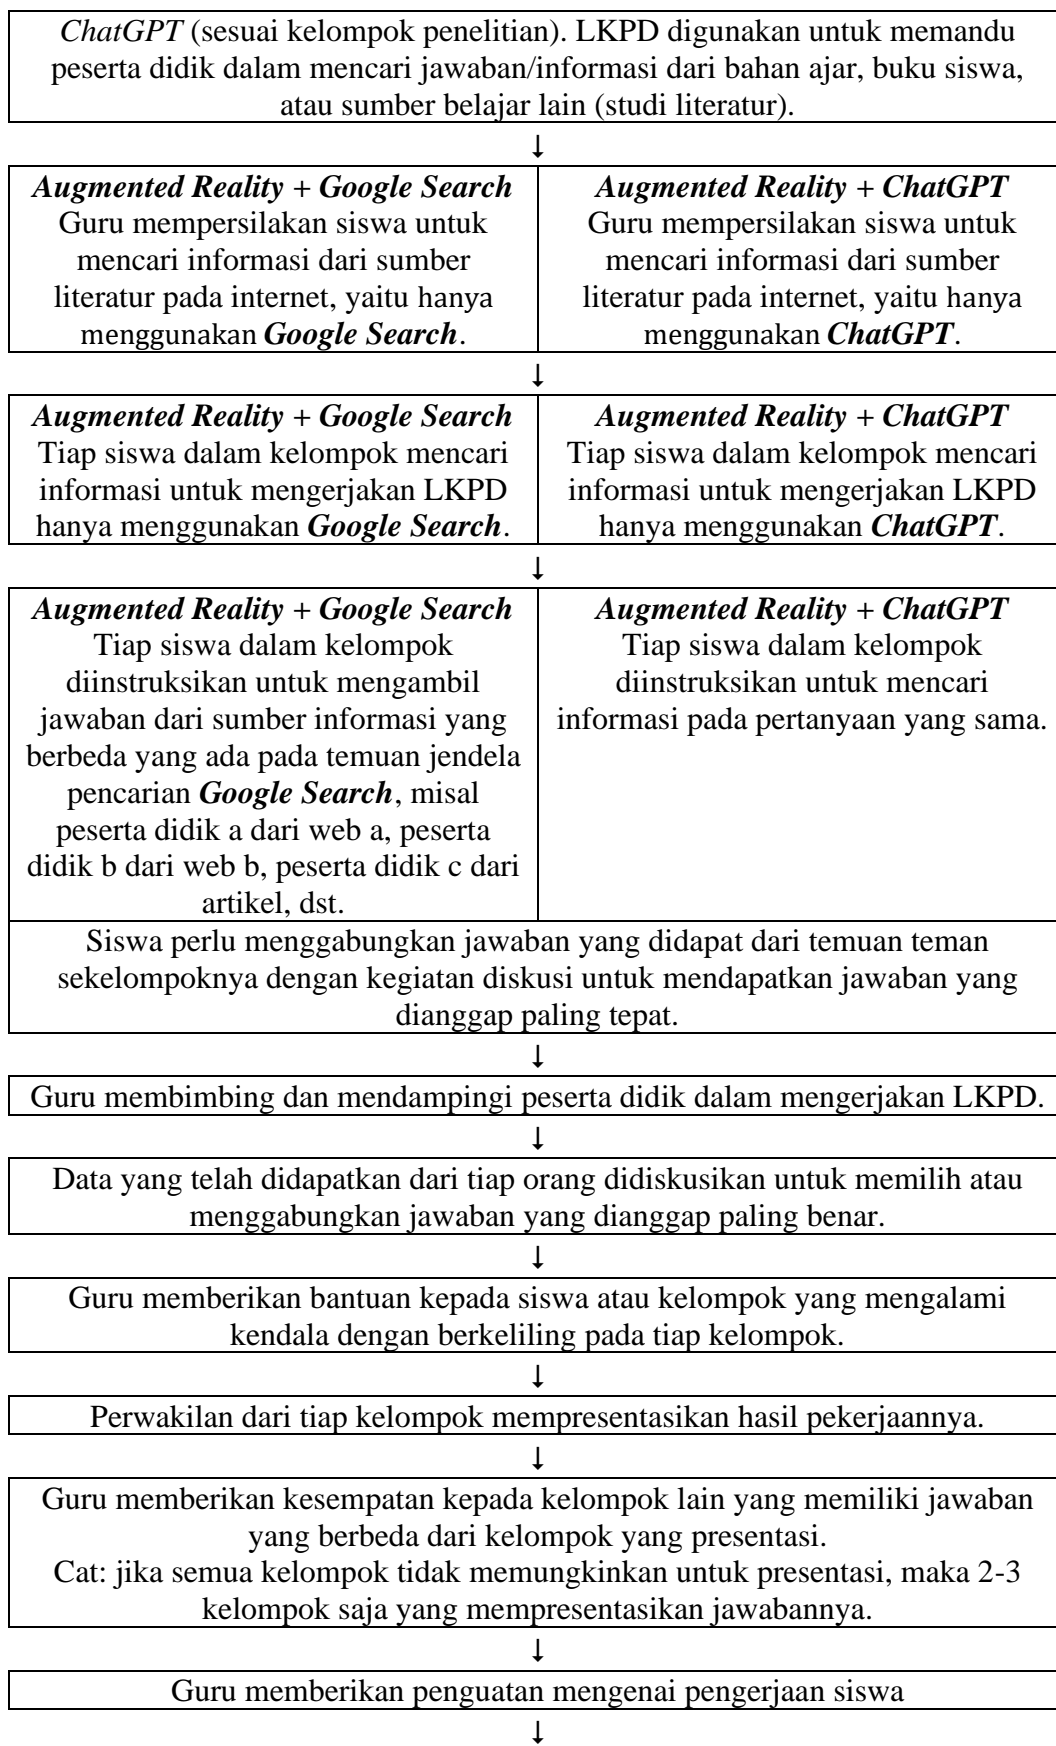 ChatGPT (sesuai kelompok penelitian). LKPD digunakan untuk memandu
peserta didik dalam mencari jawaban/informasi dari bahan ajar, buku siswa,
atau sumber belajar lain (studi literatur).
↓
Augmented Reality + Google Search
Guru mempersilakan siswa untuk
mencari informasi dari sumber
literatur pada internet, yaitu hanya
menggunakan Google Search.
Augmented Reality + ChatGPT
Guru mempersilakan siswa untuk
mencari informasi dari sumber
literatur pada internet, yaitu hanya
menggunakan ChatGPT.
↓
Augmented Reality + Google Search
Tiap siswa dalam kelompok mencari
informasi untuk mengerjakan LKPD
hanya menggunakan Google Search.
Augmented Reality + ChatGPT
Tiap siswa dalam kelompok mencari
informasi untuk mengerjakan LKPD
hanya menggunakan ChatGPT.
↓
Augmented Reality + Google Search
Tiap siswa dalam kelompok
diinstruksikan untuk mengambil
jawaban dari sumber informasi yang
berbeda yang ada pada temuan jendela
pencarian Google Search, misal
peserta didik a dari web a, peserta
didik b dari web b, peserta didik c dari
artikel, dst.
Augmented Reality + ChatGPT
Tiap siswa dalam kelompok
diinstruksikan untuk mencari
informasi pada pertanyaan yang sama.
Siswa perlu menggabungkan jawaban yang didapat dari temuan teman
sekelompoknya dengan kegiatan diskusi untuk mendapatkan jawaban yang
dianggap paling tepat.
↓
Guru membimbing dan mendampingi peserta didik dalam mengerjakan LKPD.
↓
Data yang telah didapatkan dari tiap orang didiskusikan untuk memilih atau
menggabungkan jawaban yang dianggap paling benar.
↓
Guru memberikan bantuan kepada siswa atau kelompok yang mengalami
kendala dengan berkeliling pada tiap kelompok.
↓
Perwakilan dari tiap kelompok mempresentasikan hasil pekerjaannya.
↓
Guru memberikan kesempatan kepada kelompok lain yang memiliki jawaban
yang berbeda dari kelompok yang presentasi.
Cat: jika semua kelompok tidak memungkinkan untuk presentasi, maka 2-3
kelompok saja yang mempresentasikan jawabannya.
↓
Guru memberikan penguatan mengenai pengerjaan siswa
↓